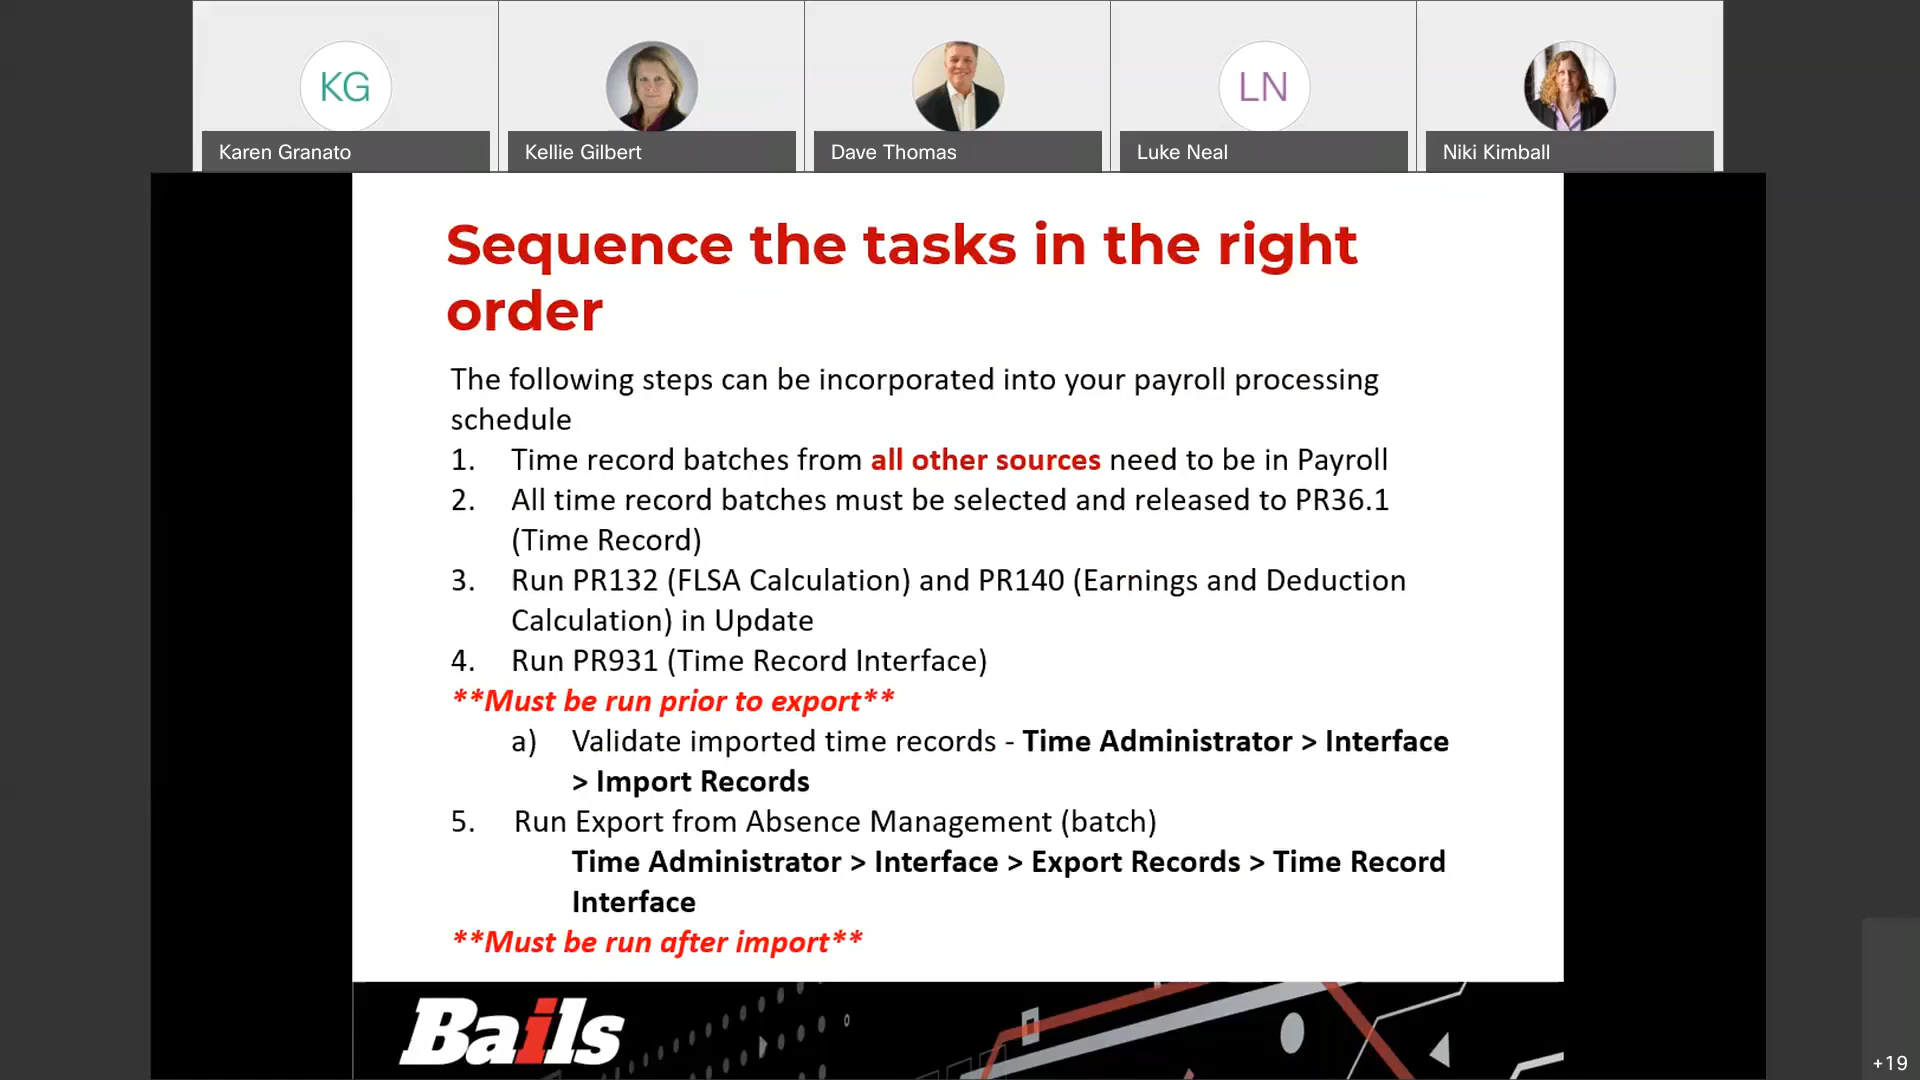 KG
LN
Karen Granato
Kellie Gilbert
Dave Thomas
Luke Neal
Niki Kimball
Sequence the tasks in the right
order
The following steps can be incorporated into your payroll processing
schedule
1. Time record batches from all other sources need to be in Payroll
2. All time record batches must be selected and released to PR36.1
(Time Record)
3. Run PR132 (FLSA Calculation) and PR140 (Earnings and Deduction
Calculation) in Update
4. Run PR931 (Time Record Interface)
**Must be run prior to export**
a) Validate imported time records - Time Administrator > Interface
> Import Records
5. Run Export from Absence Management (batch)
Time Administrator > Interface > Export Records > Time Record
Interface
**Must be run after import**
Bails
+19